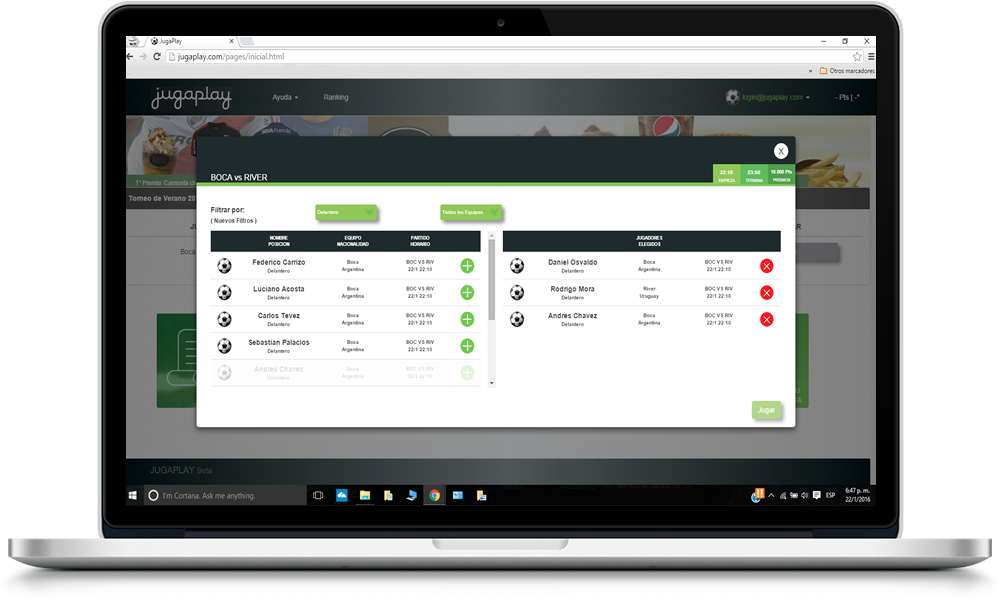 JugaPlay
jugaplay.com/pages/inicial.html
» Otros marcadores
jugaplay
Ayuda
Ranking
login@jugaplay.com
- Pts | -º
BBVA Francés
pepsi
1º Premio: Camiseta
Torneo de Verano 20
X
BOCA vs RIVER
22:10
EMPIEZA
23:50
TERMINA
10.000 Pts
PREMIOS
Filtrar por:
( Nuevos Filtros )
Delantero
Todos los Equipos
NOMBRE EQUIPO PARTIDO
POSICION NACIONALIDAD HORARIO
Federico Carrizo Boca BOC VS RIV
Delantero Argentina 22/1 22:10
Luciano Acosta Boca BOC VS RIV
Delantero Argentina 22/1 22:10
Carlos Tevez Boca BOC VS RIV
Delantero Argentina 22/1 22:10
Sebastian Palacios Boca BOC VS RIV
Delantero Argentina 22/1 22:10
Andres Chavez Boca BOC VS RIV
Delantero Argentina 22/1 22:10
JUGADORES
ELEGIDOS
Daniel Osvaldo Boca BOC VS RIV
Delantero Argentina 22/1 22:10
Rodrigo Mora River BOC VS RIV
Delantero Uruguay 22/1 22:10
Andres Chavez Boca BOC VS RIV
Delantero Argentina 22/1 22:10
Boca
Jugar
JUGAPLAY Beta
I'm Cortana. Ask me anything.
ESP
6:47 p. m.
22/1/2016